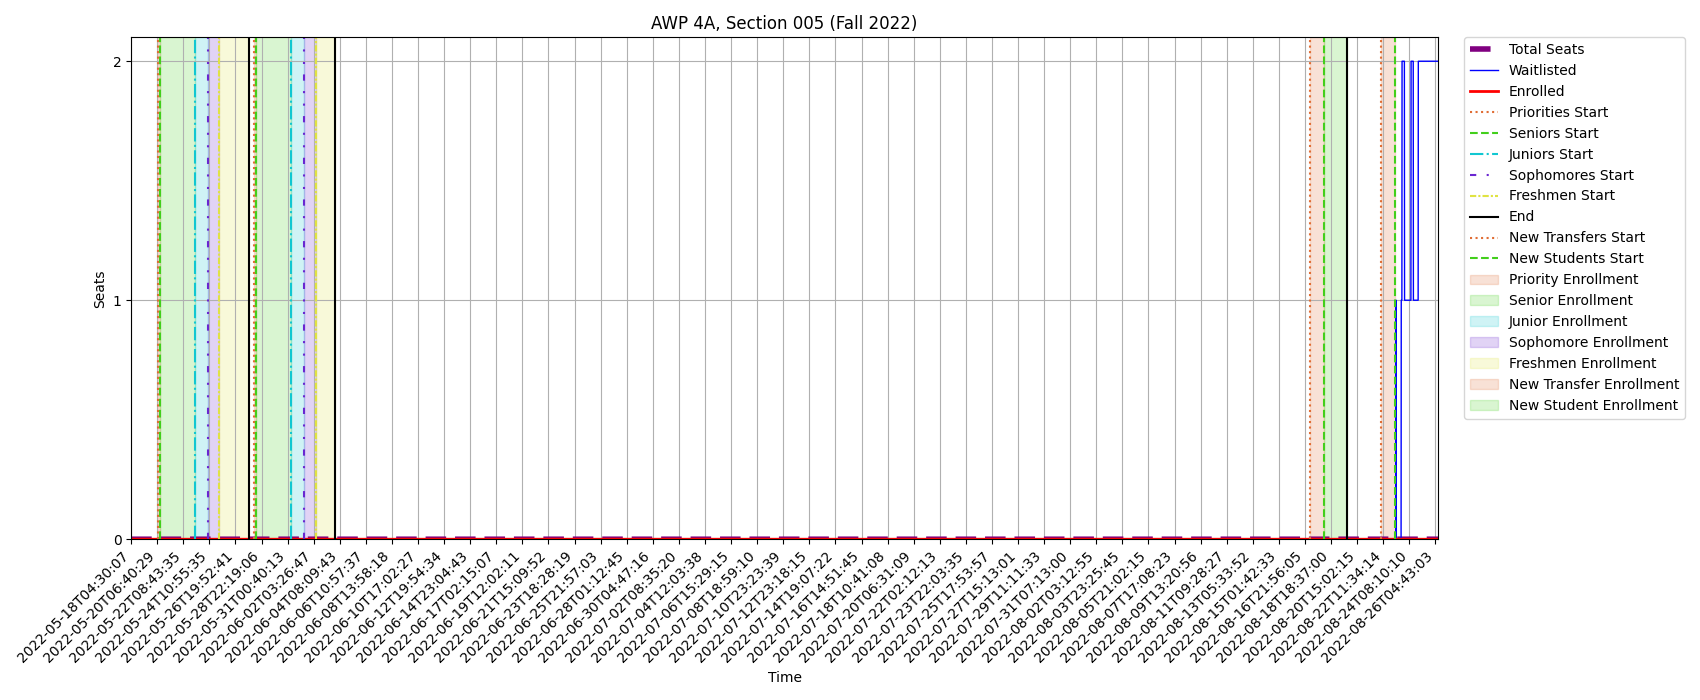 AWP 4A, Section 005 (Fall 2022)
Seats
2
1
0
2022-05-18T04:30:07
2022-05-20T06:40:29
2022-05-22T08:43:35
2022-05-24T10:55:35
2022-05-26T19:52:41
2022-05-28T22:19:06
2022-05-31T00:40:13
2022-06-02T03:26:47
2022-06-04T08:09:43
2022-06-06T10:57:37
2022-06-08T13:58:18
2022-06-10T17:02:27
2022-06-12T19:54:34
2022-06-14T23:04:43
2022-06-17T02:15:07
2022-06-19T12:02:11
2022-06-21T15:09:52
2022-06-23T18:28:19
2022-06-25T21:57:03
2022-06-28T01:12:45
2022-06-30T04:47:16
2022-07-02T08:35:20
2022-07-04T12:03:38
2022-07-06T15:29:15
2022-07-08T18:59:10
2022-07-10T23:23:39
2022-07-12T23:18:15
2022-07-14T19:07:22
2022-07-16T14:51:45
2022-07-18T10:41:08
2022-07-20T06:31:09
2022-07-22T02:12:13
2022-07-23T22:03:35
2022-07-25T17:53:57
2022-07-27T15:13:01
2022-07-29T11:11:33
2022-07-31T07:13:00
2022-08-02T03:12:55
2022-08-03T23:25:45
2022-08-05T21:02:15
2022-08-07T17:08:23
2022-08-09T13:20:56
2022-08-11T09:28:27
2022-08-13T05:33:52
2022-08-15T01:42:33
2022-08-16T21:56:05
2022-08-18T18:37:00
2022-08-20T15:02:15
2022-08-22T11:34:14
2022-08-24T08:10:10
2022-08-26T04:43:03
Time
Total Seats
Waitlisted
Enrolled
Priorities Start
Seniors Start
Juniors Start
Sophomores Start
Freshmen Start
End
New Transfers Start
New Students Start
Priority Enrollment
Senior Enrollment
Junior Enrollment
Sophomore Enrollment
Freshmen Enrollment
New Transfer Enrollment
New Student Enrollment